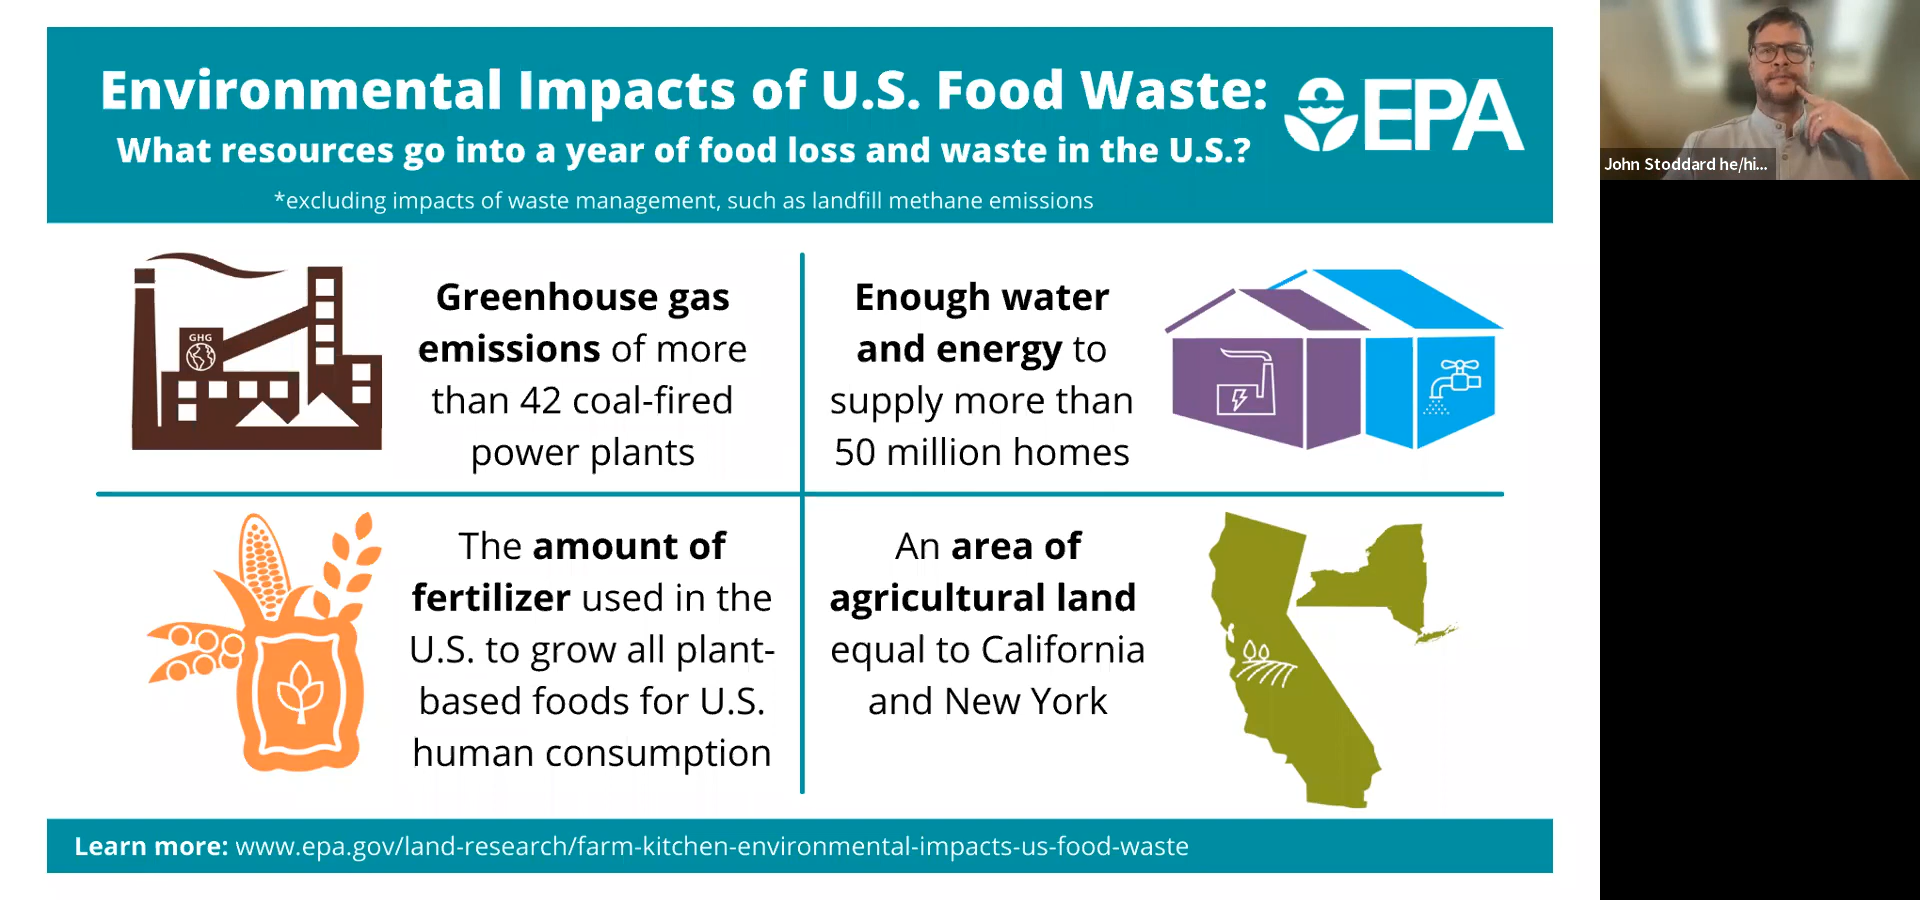 Environmental Impacts of U.S. Food Waste:
What resources go into a year of food loss and waste in the U.S.?
*excluding impacts of waste management, such as landfill methane emissions
EPA
John Stoddard he/hi...
GHG
Greenhouse gas
emissions of more
than 42 coal-fired
power plants
Enough water
and energy to
supply more than
50 million homes
The amount of
fertilizer used in the
U.S. to grow all plant-
based foods for U.S.
human consumption
An area of
agricultural land
equal to California
and New York
Learn more: www.epa.gov/land-research/farm-kitchen-environmental-impacts-us-food-waste